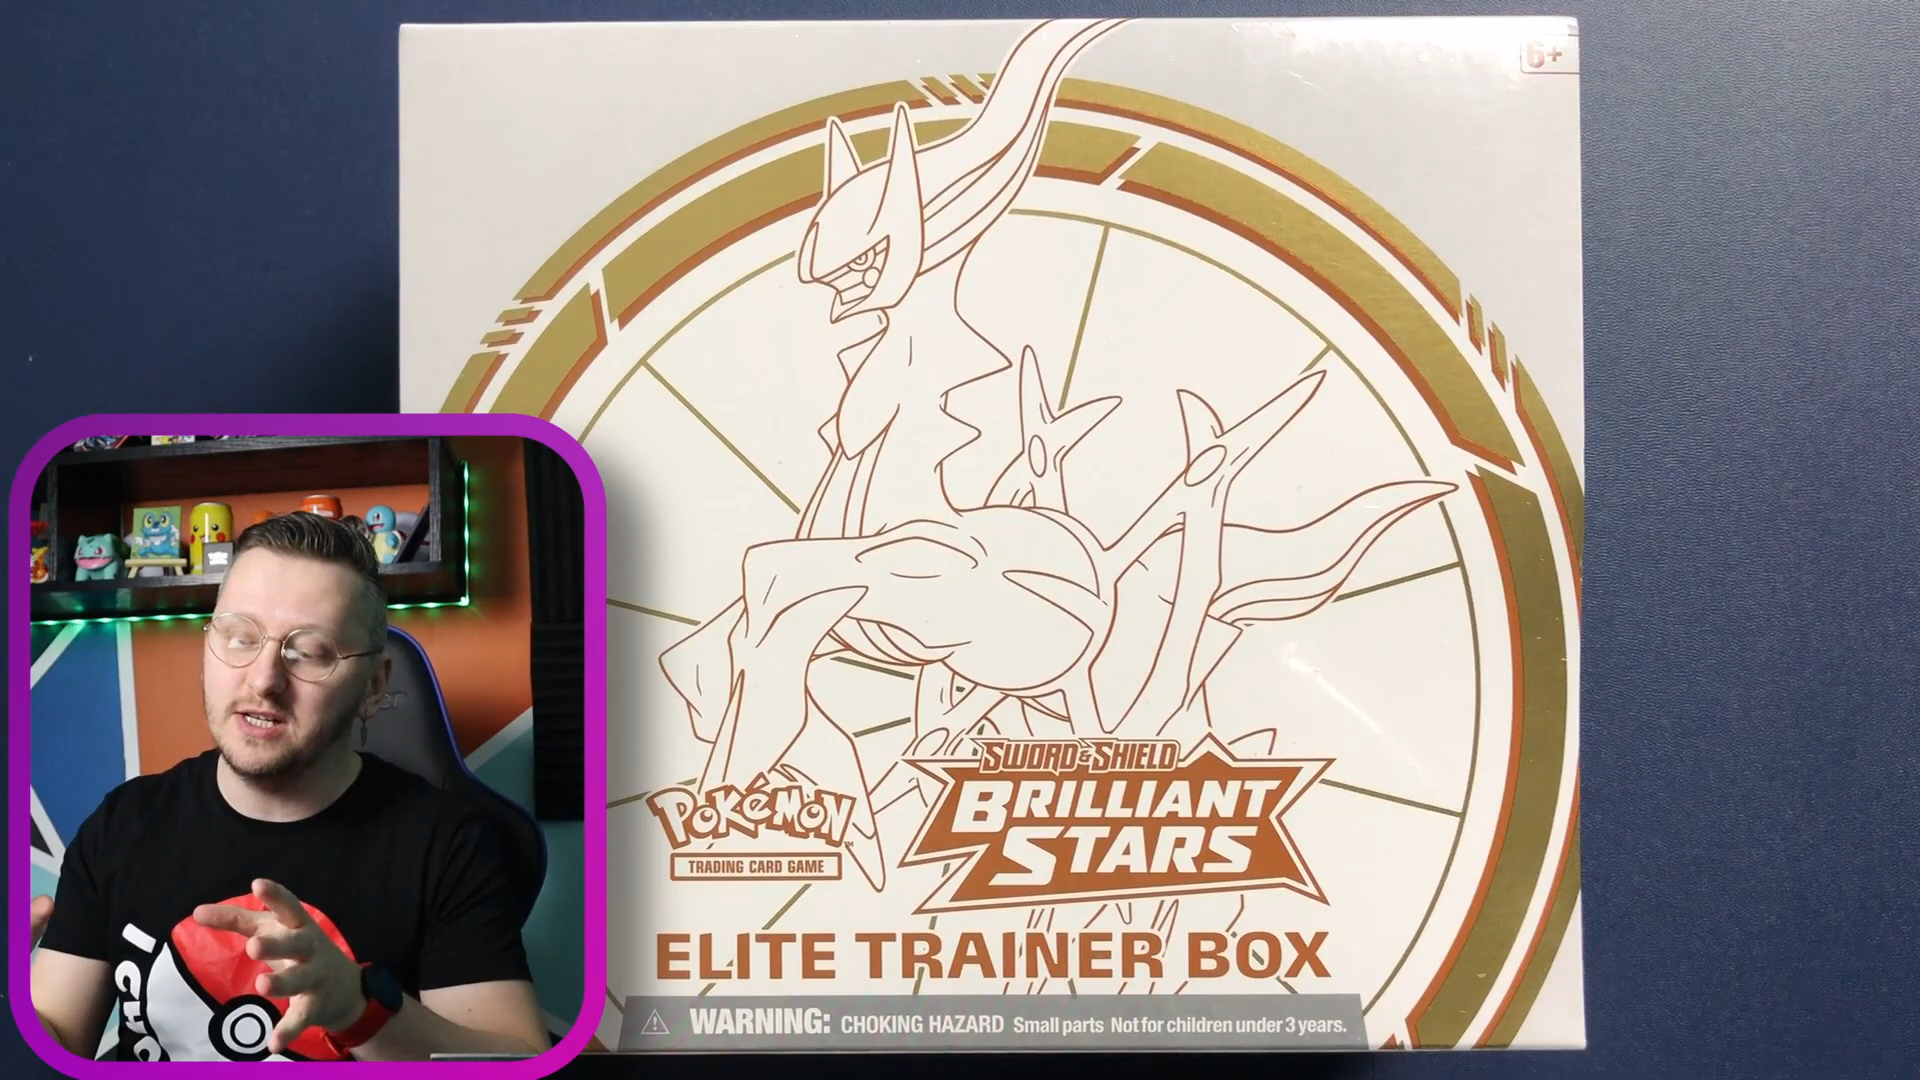 6+
SWORD & SHIELD
POKéMON
BRILLIANT
STARS
TRADING CARD GAME
ELITE TRAINER BOX
WARNING: CHOKING HAZARD Small parts Not for children under 3 years.
I CHO